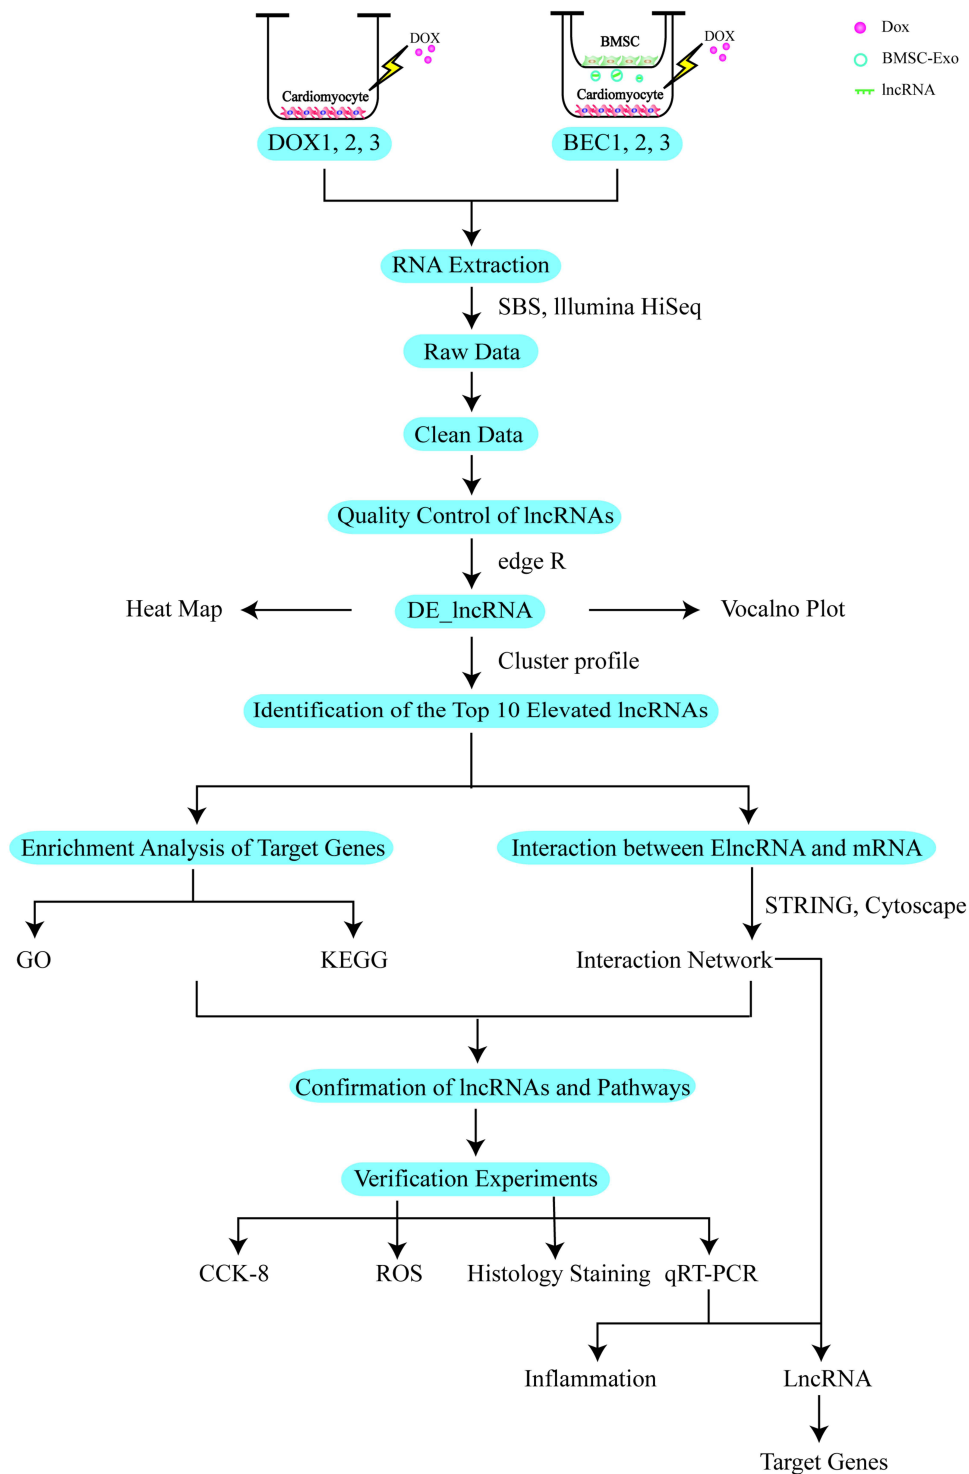 DOX
Cardiomyocyte
DOX1, 2, 3
BMSC
DOX
Cardiomyocyte
BEC1, 2, 3
Dox
BMSC-Exo
lncRNA
RNA Extraction
SBS, lllumina HiSeq
Raw Data
Clean Data
Quality Control of lncRNAs
edge R
Heat Map
DE_lncRNA
Vocalno Plot
Cluster profile
Identification of the Top 10 Elevated lncRNAs
Enrichment Analysis of Target Genes
Interaction between ElncRNA and mRNA
STRING, Cytoscape
GO
KEGG
Interaction Network
Confirmation of lncRNAs and Pathways
Verification Experiments
CCK-8
ROS
Histology Staining
qRT-PCR
Inflammation
LncRNA
Target Genes